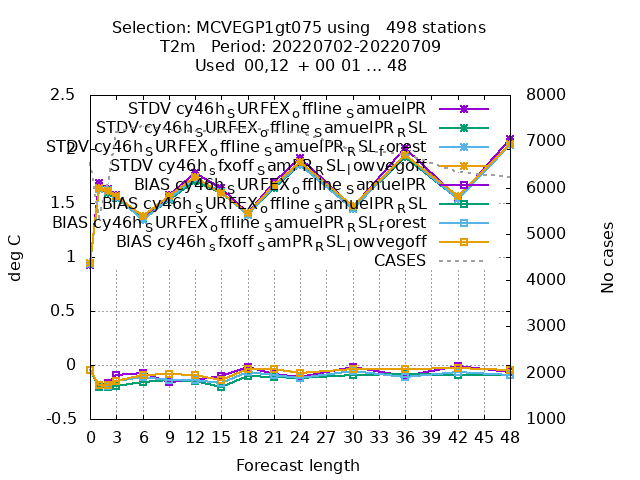 Selection: MCVEGP1gt075 using 498 stations
T2m Period: 20220702-20220709
Used 00,12 + 00 01 ... 48
2.5 8000
STDV cy46h_SURFEX_offline_samuelPR
STDV cy46h_SURFEX_offline_samuelPR_RSL
2 STDV cy46h_SURFEX_offline_samuelPR_RSL_forest 7000
STDV cy46h_sfxoff_samPR_RSL_lowvegoff
BIAS cy46h_SURFEX_offline_samuelPR 6000
1.5 BIAS cy46h_SURFEX_offline_samuelPR_RSL
BIAS cy46h_SURFEX_offline_samuelPR_RSL_forest
BIAS cy46h_sfxoff_samPR_RSL_lowvegoff 5000
1 CASES
4000
0.5 3000
0 2000
-0.5 1000
deg C
No cases
0 3 6 9 12 15 18 21 24 27 30 33 36 39 42 45 48
Forecast length